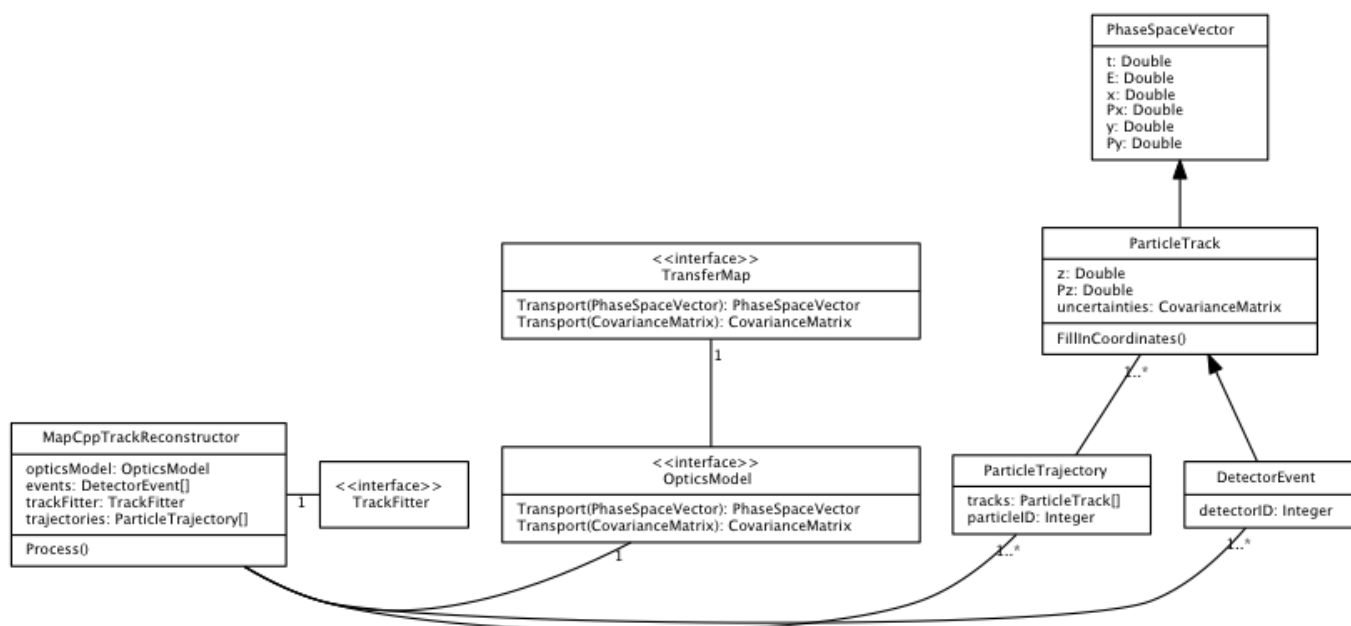 PhaseSpaceVector
t: Double
E: Double
x: Double
Px: Double
y: Double
Py: Double
ParticleTrack
z: Double
Pz: Double
uncertainties: CovarianceMatrix
FillInCoordinates()
1..*
<<interface>>
TransferMap
Transport(PhaseSpaceVector): PhaseSpaceVector
Transport(CovarianceMatrix): CovarianceMatrix
1
MapCppTrackReconstructor
opticsModel: OpticsModel
events: DetectorEvent[]
trackFitter: TrackFitter
trajectories: ParticleTrajectory[]
Process()
1
<<interface>>
TrackFitter
<<interface>>
OpticsModel
Transport(PhaseSpaceVector): PhaseSpaceVector
Transport(CovarianceMatrix): CovarianceMatrix
1
ParticleTrajectory
tracks: ParticleTrack[]
particleID: Integer
1..*
DetectorEvent
detectorID: Integer
1..*